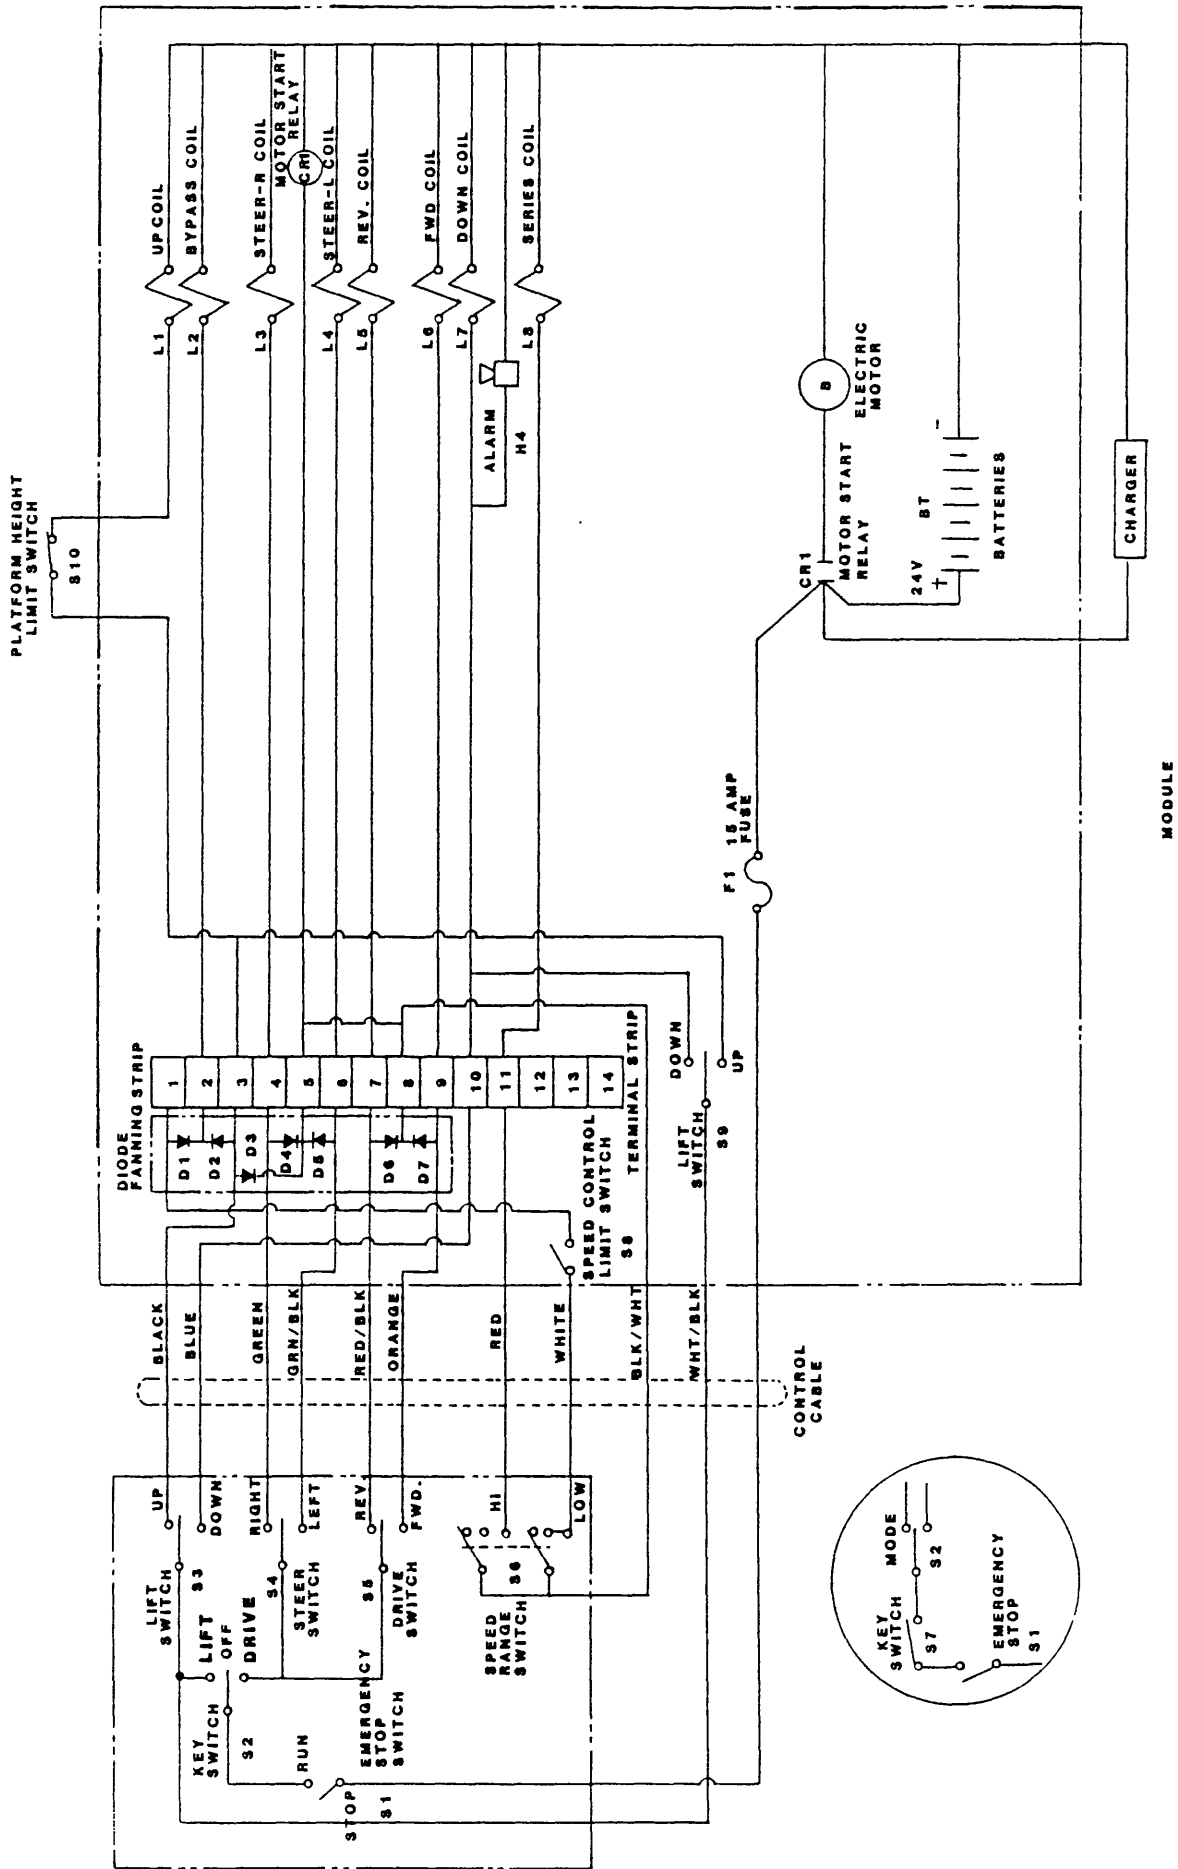 PLATFORM HEIGHT
LIMIT SWITCH
S10
L1
UPCOIL
L2
BYPASS COIL
L3
STEER-R COIL
MOTOR START
RELAY
CR1
L4
STEER-L COIL
L5
REV. COIL
L6
FWD COIL
L7
DOWN COIL
ALARM
H4
L8
SERIES COIL
B
ELECTRIC
MOTOR
CR1
MOTOR START
RELAY
24V
+
BT
-
BATTERIES
CHARGER
MODULE
F1
15 AMP
FUSE
DIODE
FANNING STRIP
D1
D2
D3
D4
D5
D6
D7
1
2
3
4
5
6
7
8
9
10
11
12
13
14
TERMINAL STRIP
SPEED CONTROL
LIMIT SWITCH
S8
DOWN
UP
LIFT
SWITCH
S9
BLACK
BLUE
GREEN
GRN/BLK
RED/BLK
ORANGE
RED
WHITE
BLK/WHT
WHT/BLK
CONTROL
CABLE
UP
DOWN
LIFT
SWITCH
S3
RIGHT
LEFT
S4
STEER
SWITCH
REV.
FWD.
S5
DRIVE
SWITCH
HI
LOW
S6
SPEED
RANGE
SWITCH
LIFT
OFF
DRIVE
KEY
SWITCH
S2
RUN
STOP
EMERGENCY
STOP
SWITCH
S1
KEY
SWITCH
S7
MODE
S2
EMERGENCY
STOP
S1